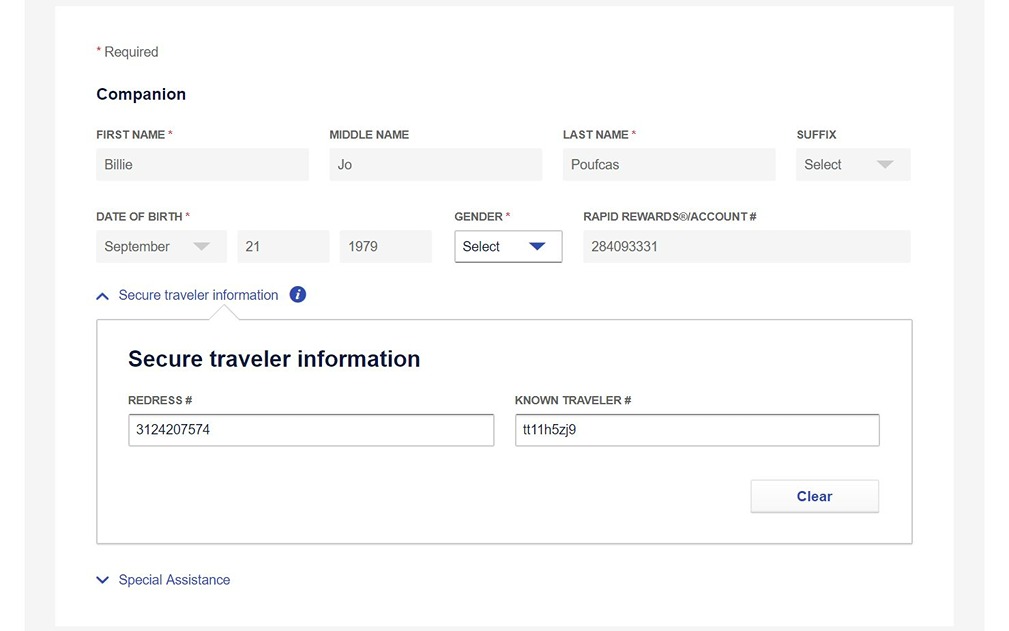 * Required
Companion
FIRST NAME * MIDDLE NAME LAST NAME * SUFFIX
Billie Jo Poufcas Select
DATE OF BIRTH * GENDER * RAPID REWARDS®/ACCOUNT #
September 21 1979 Select 284093331
Secure traveler information i
Secure traveler information
REDRESS # KNOWN TRAVELER #
3124207574 tt11h5zj9
Clear
Special Assistance